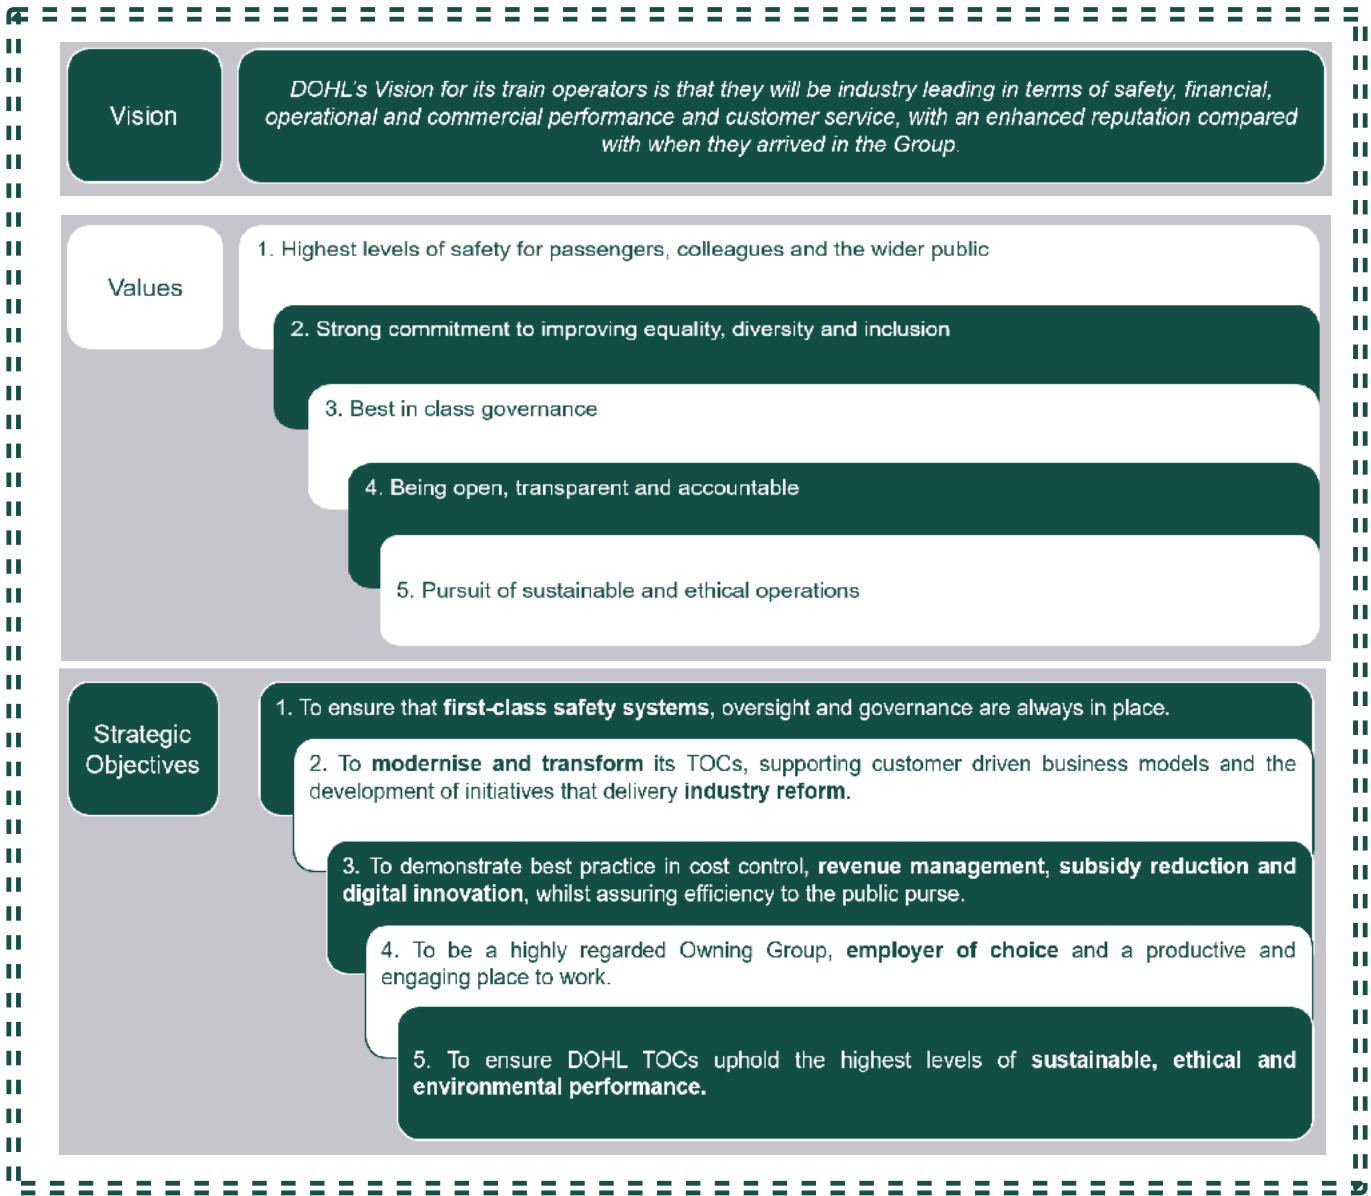 Vision
DOHL's Vision for its train operators is that they will be industry leading in terms of safety, financial,
operational and commercial performance and customer service, with an enhanced reputation compared
with when they arrived in the Group.
Values
1. Highest levels of safety for passengers, colleagues and the wider public
2. Strong commitment to improving equality, diversity and inclusion
3. Best in class governance
4. Being open, transparent and accountable
5. Pursuit of sustainable and ethical operations
Strategic
Objectives
1. To ensure that first-class safety systems, oversight and governance are always in place.
2. To modernise and transform its TOCs, supporting customer driven business models and the
development of initiatives that delivery industry reform.
3. To demonstrate best practice in cost control, revenue management, subsidy reduction and
digital innovation, whilst assuring efficiency to the public purse.
4. To be a highly regarded Owning Group, employer of choice and a productive and
engaging place to work.
5. To ensure DOHL TOCs uphold the highest levels of sustainable, ethical and
environmental performance.